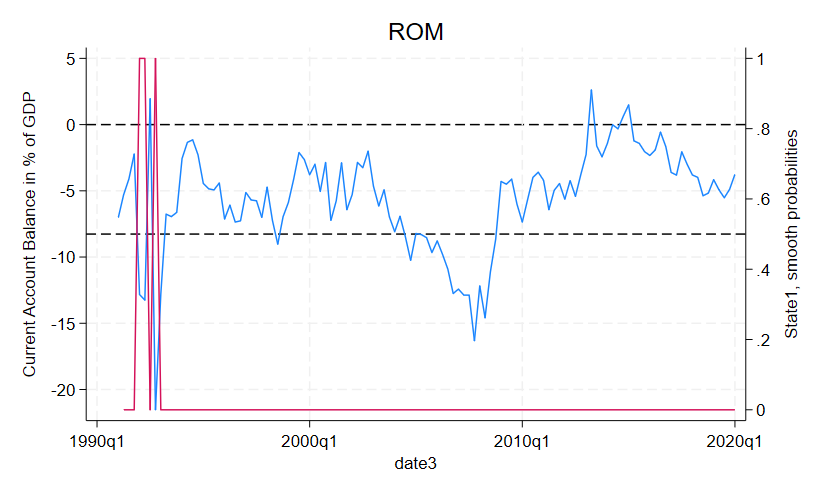 ROM
Current Account Balance in % of GDP
5
0
-5
-10
-15
-20
1
.8
.6
.4
.2
0
State1, smooth probabilities
1990q1
2000q1
2010q1
2020q1
date3